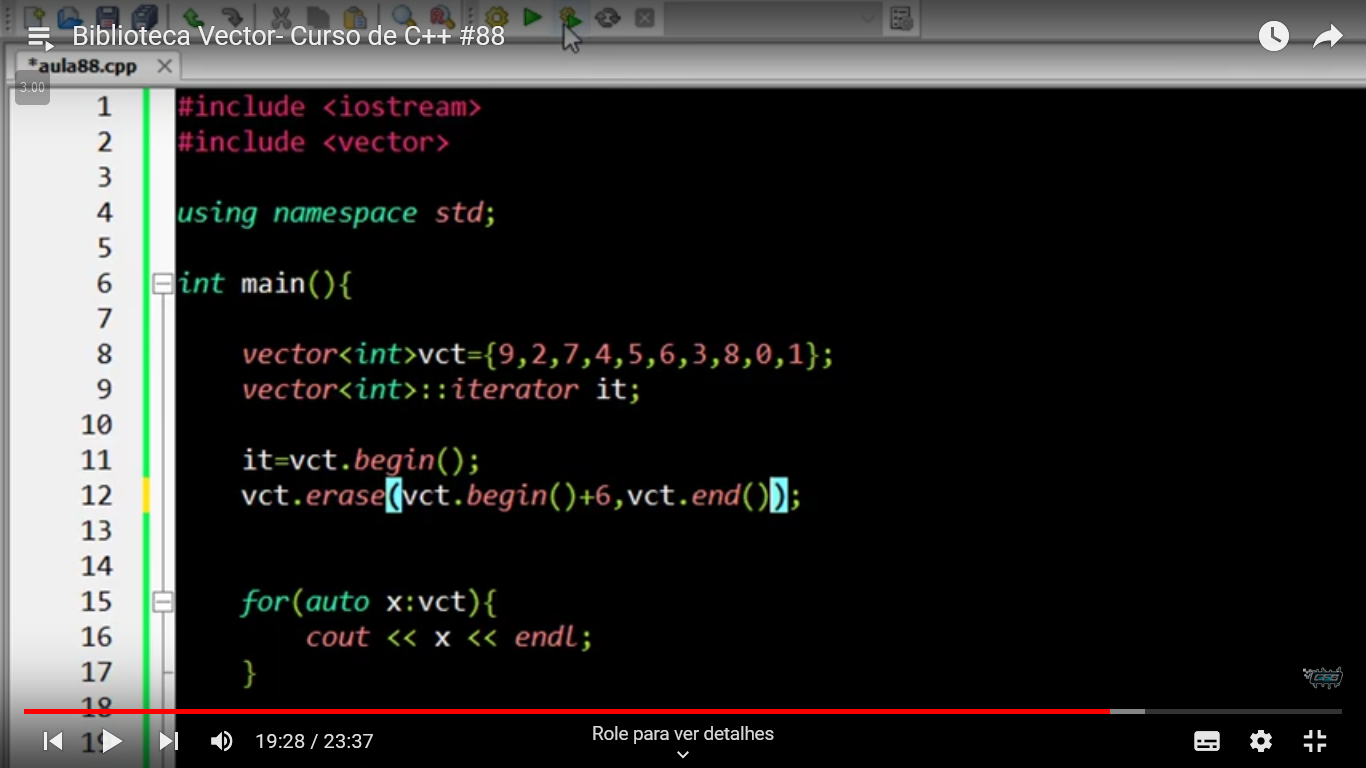 Biblioteca Vector- Curso de C++ #88
*aula88.cpp
3.00
1 #include <iostream>
2 #include <vector>
3
4 using namespace std;
5
6 int main(){
7
8 vector<int>vct={9,2,7,4,5,6,3,8,0,1};
9 vector<int>::iterator it;
10
11 it=vct.begin();
12 vct.erase(vct.begin()+6,vct.end());
13
14
15 for(auto x:vct){
16 cout << x << endl;
17 }
18
19
19:28 / 23:37
Role para ver detalhes